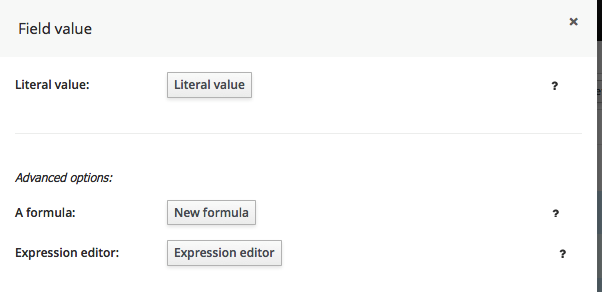 Field value ×
Literal value: Literal value ?
Advanced options:
A formula: New formula ?
Expression editor: Expression editor ?